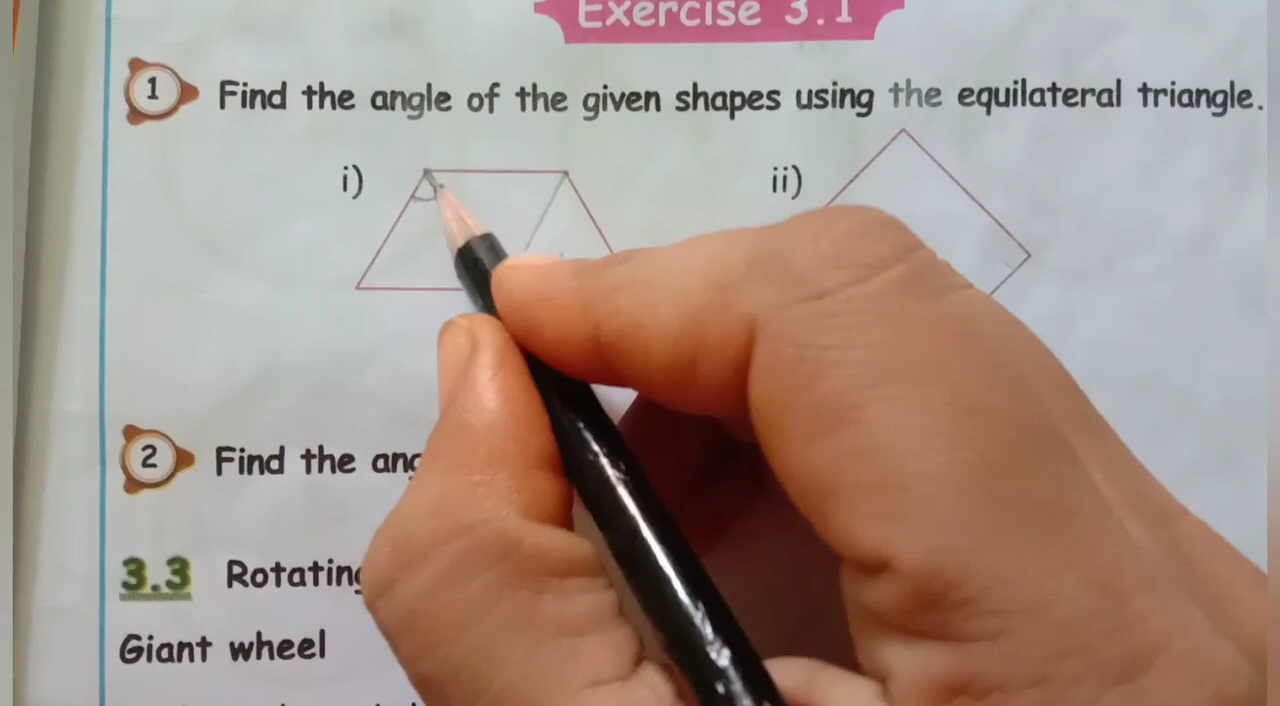 Exercise 3.1
1 Find the angle of the given shapes using the equilateral triangle.
i) ii)
2 Find the
3.3 Rotating
Giant wheel